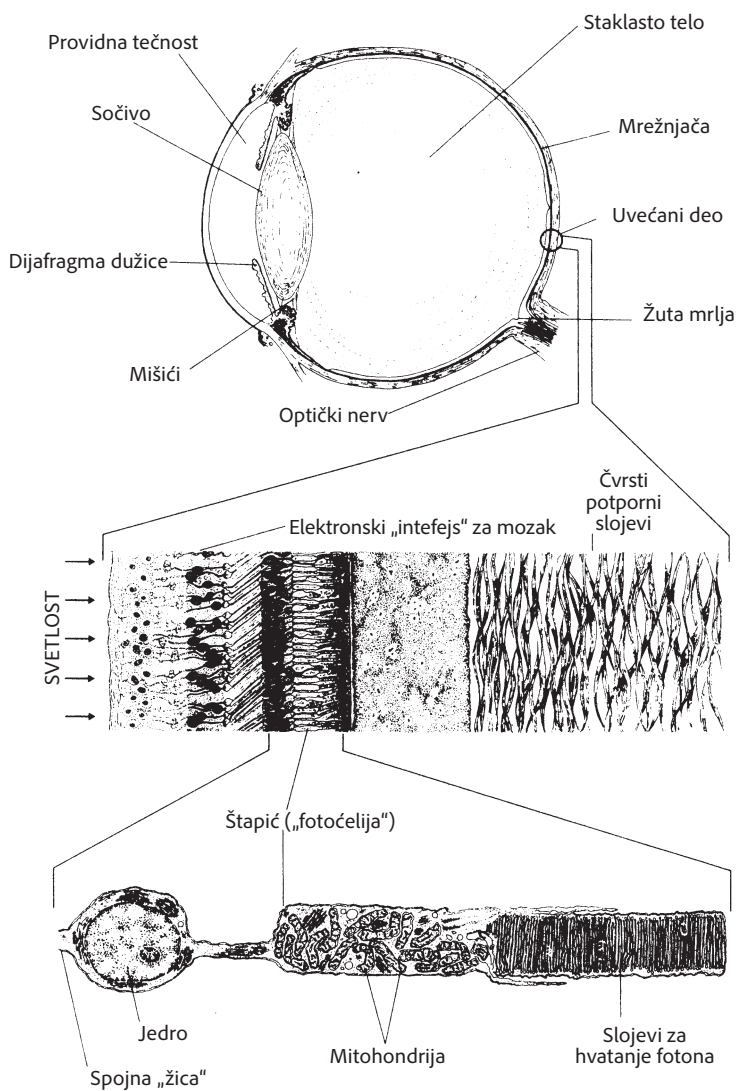 Staklasto telo
Providna tečnost
Sočivo
Mrežnjača
Uvećani deo
Dijafragma dužice
Žuta mrlja
Mišići
Optički nerv
Čvrsti
potporni
slojevi
Elektronski „intefejs“ za mozak
SVETLOST
Štapić („fotoćelija“)
Jedro
Mitohondrija
Slojevi za
hvatanje fotona
Spojna „žica“